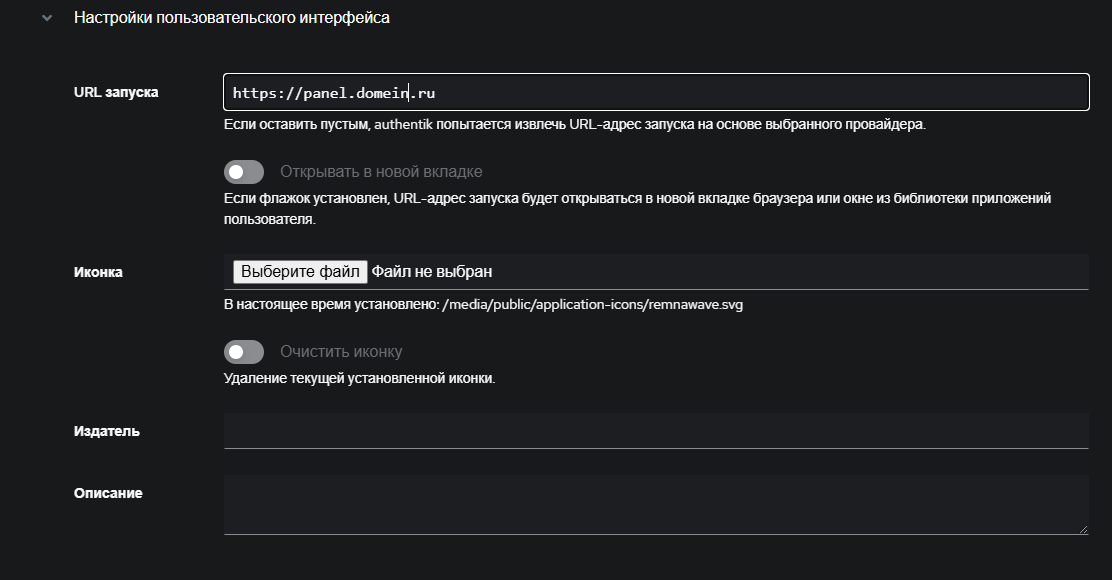 Настройки пользовательского интерфейса
URL запуска
https://panel.domein.ru
Если оставить пустым, authentik попытается извлечь URL-адрес запуска на основе выбранного провайдера.
Открывать в новой вкладке
Если флажок установлен, URL-адрес запуска будет открываться в новой вкладке браузера или окне из библиотеки приложений
пользователя.
Иконка
Выберите файл Файл не выбран
В настоящее время установлено: /media/public/application-icons/remnawave.svg
Очистить иконку
Удаление текущей установленной иконки.
Издатель
Описание